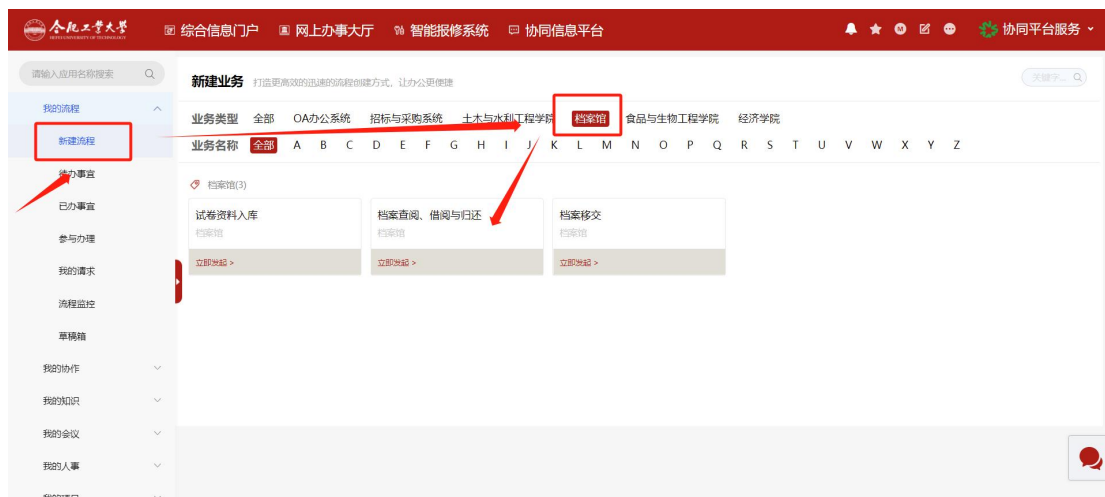 合肥工业大学
HEFEI UNIVERSITY OF TECHNOLOGY
综合信息门户 网上办事大厅 智能报修系统 协同信息平台 协同平台服务
请输入应用名称搜索
我的流程
新建流程
待办事宜
已办事宜
参与办理
我的请求
流程监控
草稿箱
我的协作
我的知识
我的会议
我的人事
新建业务 打造更高效的迅速的流程创建方式，让办公更便捷
关键字...
业务类型 全部 OA办公系统 招标与采购系统 土木与水利工程学院 档案馆 食品与生物工程学院 经济学院
业务名称 全部 A B C D E F G H I J K L M N O P Q R S T U V W X Y Z
档案馆(3)
试卷资料入库 档案查阅、借阅与归还 档案移交
档案馆 档案馆 档案馆
立即发起 > 立即发起 > 立即发起 >